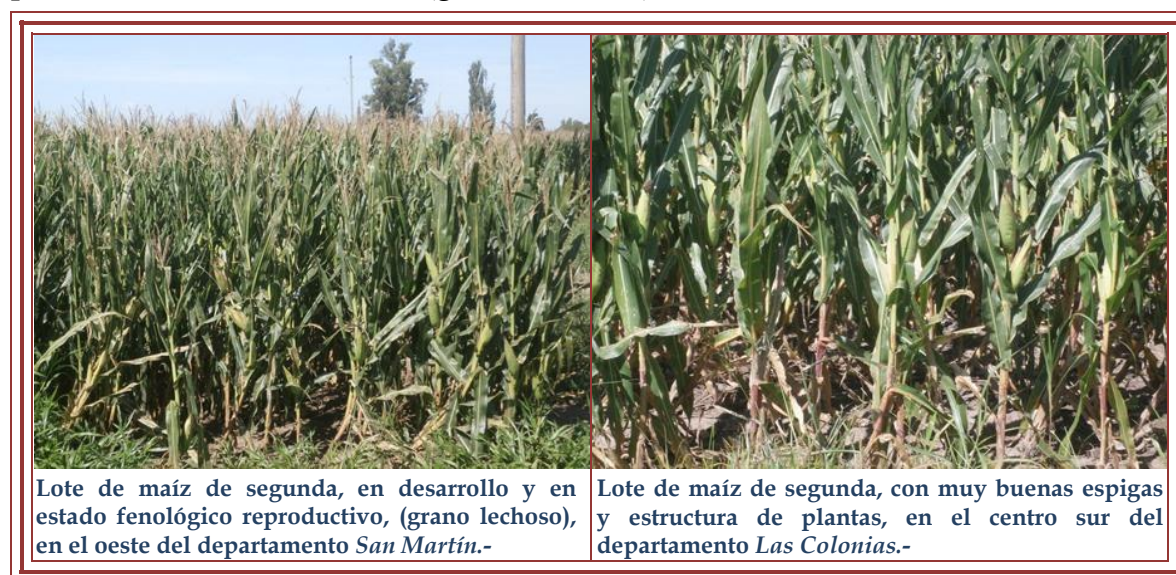 Lote de maíz de segunda, en desarrollo y en
estado fenológico reproductivo, (grano lechoso),
en el oeste del departamento San Martín.-
Lote de maíz de segunda, con muy buenas espigas
y estructura de plantas, en el centro sur del
departamento Las Colonias.-